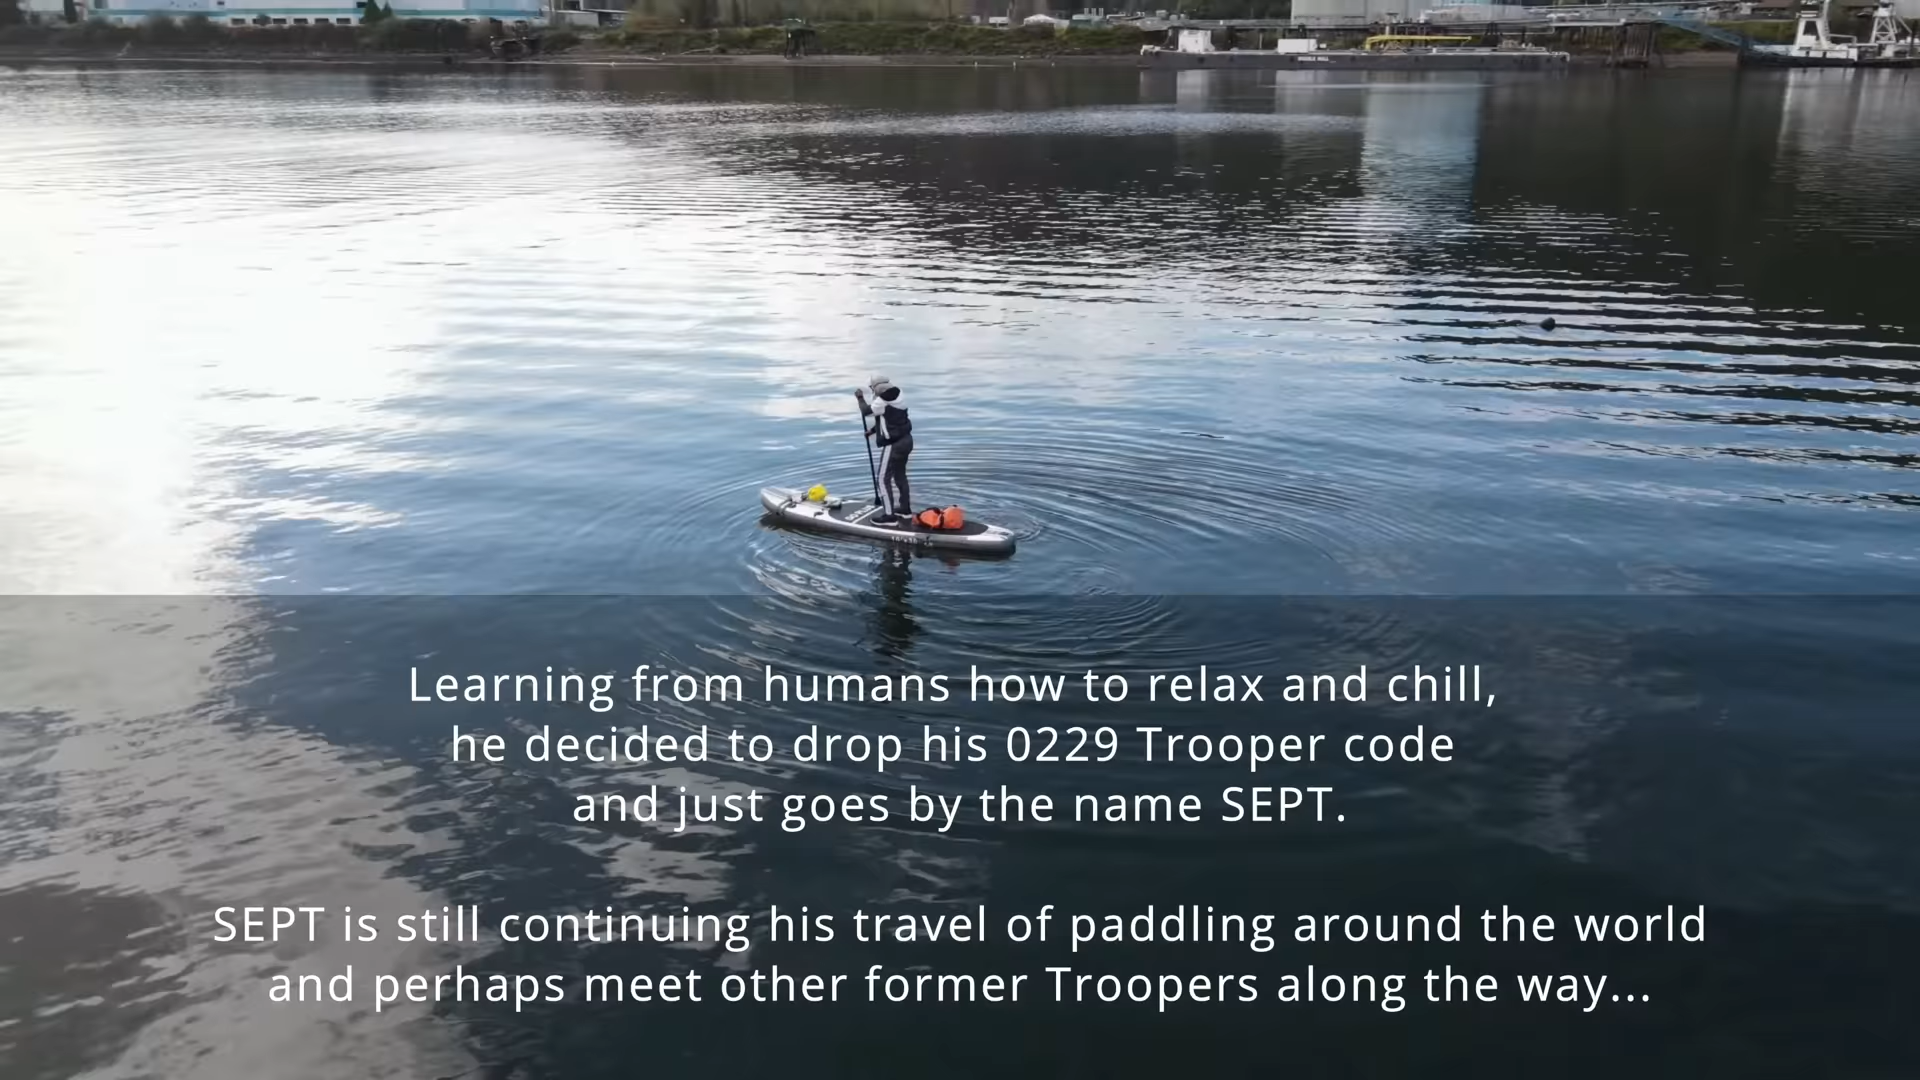 Learning from humans how to relax and chill,
he decided to drop his 0229 Trooper code
and just goes by the name SEPT.
SEPT is still continuing his travel of paddling around the world
and perhaps meet other former Troopers along the way...